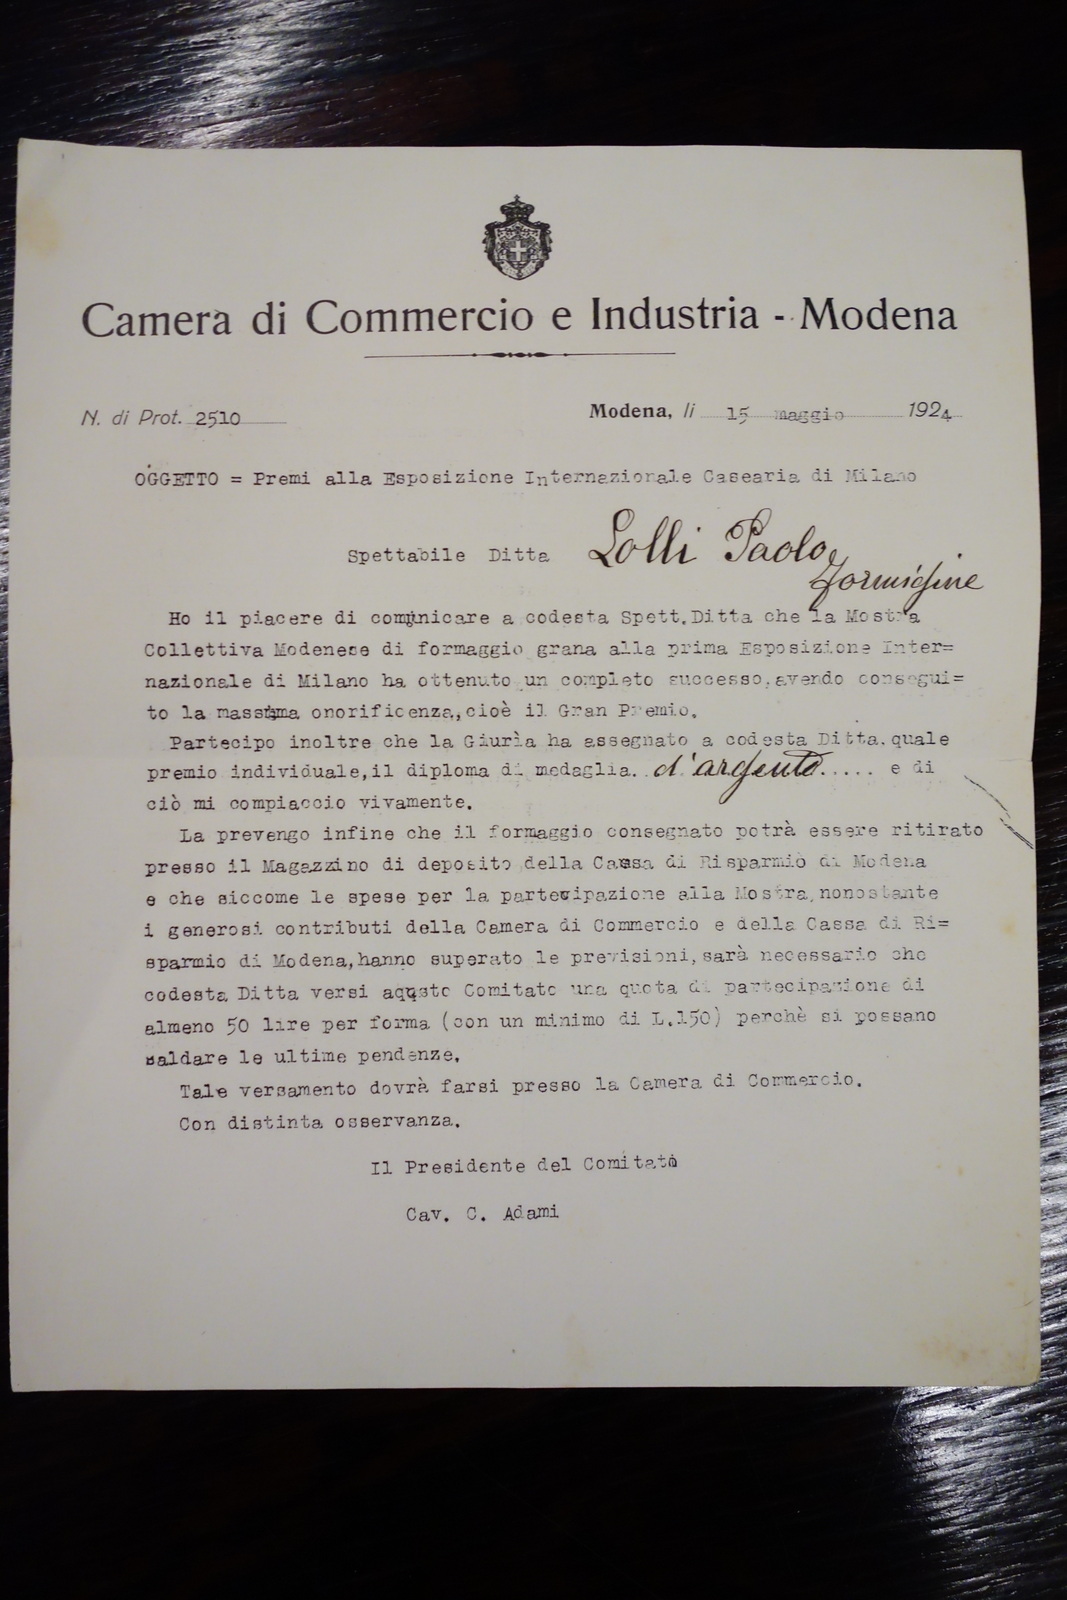 Camera di Commercio e Industria - Modena
N. di Prot. 2510
Modena, li 15 maggio 1924
OGGETTO = Premi alla Esposizione Internazionale Casearia di Milano
Spettabile Ditta Lolli Paolo
Formigine
Ho il piacere di comunicare a codesta Spett.Ditta che la Mostra
Collettiva Modenese di formaggio grana alla prima Esposizione Inter=
nazionale di Milano ha ottenuto un completo successo,avendo consegui=
to la massima onorificenza,cioè il Gran Premio.
Partecipo inoltre che la Giurìa ha assegnato a codesta Ditta.quale
premio individuale,il diploma di medaglia. d'argento..... e di
ciò mi compiaccio vivamente.
La prevengo infine che il formaggio consegnato potrà essere ritirato
presso il Magazzino di deposito della Cassa di Risparmio di Modena
e che siccome le spese per la partecipazione alla Mostra,nonostante
i generosi contributi della Camera di Commercio e della Cassa di Ri=
sparmio di Modena,hanno superato le previsioni,sarà necessario che
codesta Ditta versi aquesto Comitato una quota di partecipazione di
almeno 50 lire per forma (con un minimo di L.150) perchè si possano
saldare le ultime pendenze.
Tale versamento dovrà farsi presso la Camera di Commercio.
Con distinta osservanza.
Il Presidente del Comitato
Cav. C. Adami